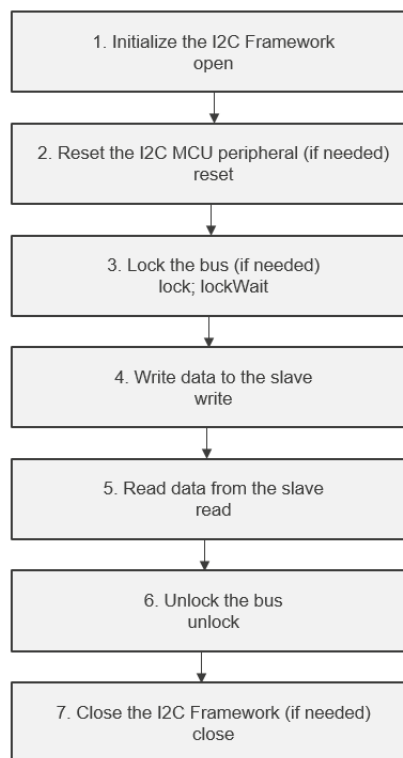 1. Initialize the I2C Framework
open
2. Reset the I2C MCU peripheral (if needed)
reset
3. Lock the bus (if needed)
lock; lockWait
4. Write data to the slave
write
5. Read data from the slave
read
6. Unlock the bus
unlock
7. Close the I2C Framework (if needed)
close